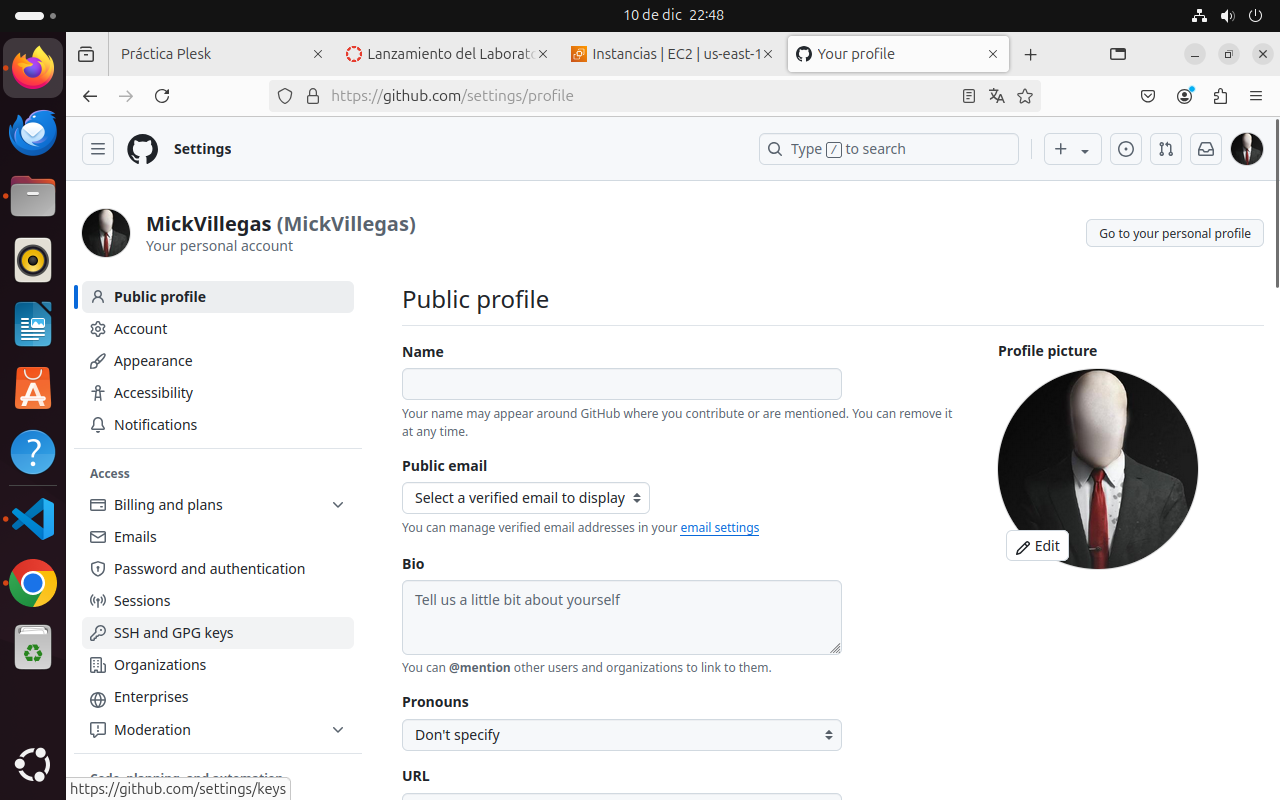 10 de dic 22:48
Práctica Plesk
Lanzamiento del Laborato
Instancias | EC2 | us-east-1
Your profile
https://github.com/settings/profile
Settings
Type / to search
MickVillegas (MickVillegas)
Your personal account
Go to your personal profile
Public profile
Account
Appearance
Accessibility
Notifications
Access
Billing and plans
Emails
Password and authentication
Sessions
SSH and GPG keys
Organizations
Enterprises
Moderation
Code, planning, and automation
https://github.com/settings/keys
Public profile
Name
Your name may appear around GitHub where you contribute or are mentioned. You can remove it
at any time.
Public email
Select a verified email to display
You can manage verified email addresses in your email settings
Bio
Tell us a little bit about yourself
You can @mention other users and organizations to link to them.
Pronouns
Don't specify
URL
Profile picture
Edit